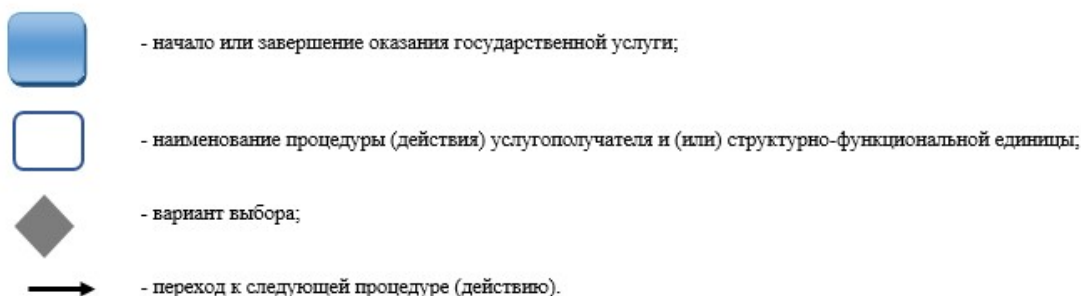 - начало или завершение оказания государственной услуги;
- наименование процедуры (действия) услугополучателя и (или) структурно-функциональной единицы;
- вариант выбора;
- переход к следующей процедуре (действию).